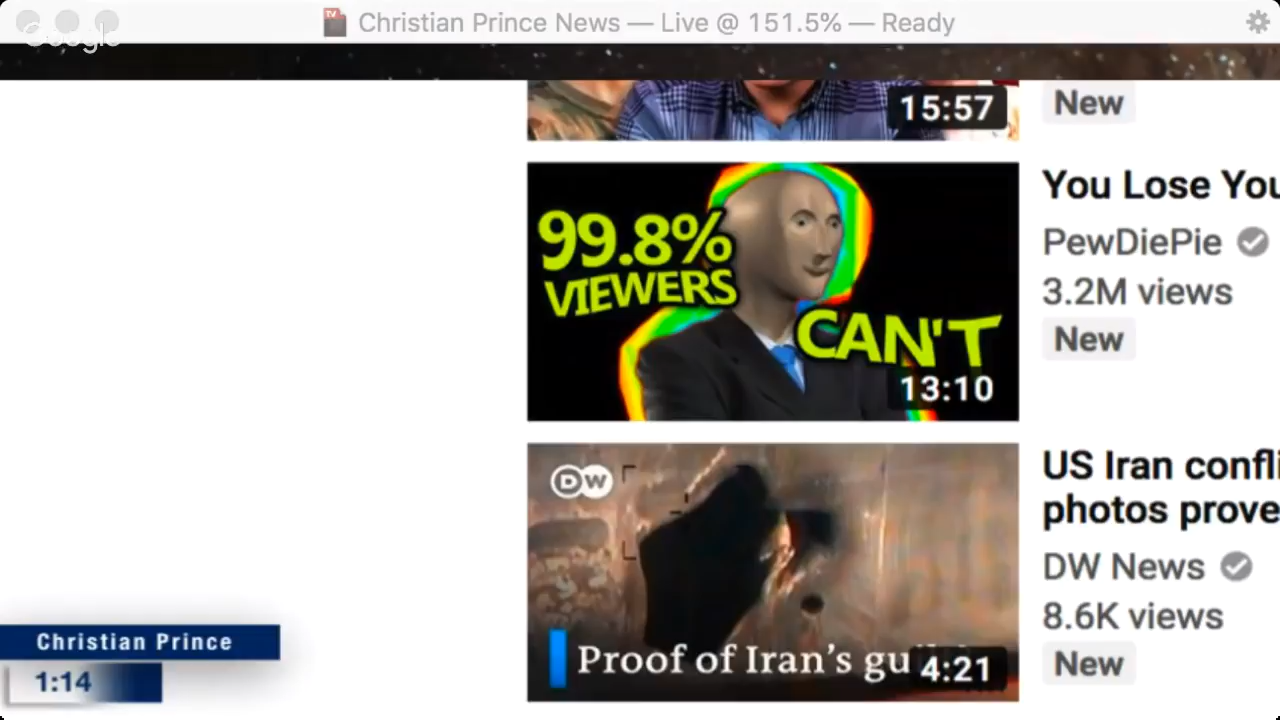 Christian Prince News — Live @ 151.5% — Ready
Google
15:57
New
99.8%
VIEWERS
CAN'T
13:10
You Lose You
PewDiePie
3.2M views
New
DW
Proof of Iran's gu
4:21
US Iran confli
photos prove
DW News
8.6K views
New
Christian Prince
1:14